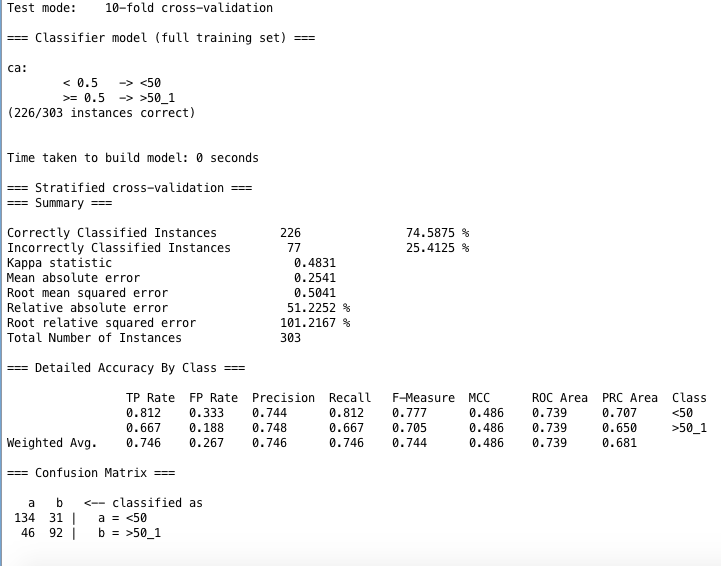 Test mode:    10-fold cross-validation
=== Classifier model (full training set) ===
ca:
< 0.5   -> <50
>= 0.5  -> >50_1
(226/303 instances correct)
Time taken to build model: 0 seconds
=== Stratified cross-validation ===
=== Summary ===
Correctly Classified Instances         226               74.5875 %
Incorrectly Classified Instances        77               25.4125 %
Kappa statistic                          0.4831
Mean absolute error                      0.2541
Root mean squared error                  0.5041
Relative absolute error                 51.2252 %
Root relative squared error            101.2167 %
Total Number of Instances              303
=== Detailed Accuracy By Class ===
TP Rate  FP Rate  Precision  Recall   F-Measure  MCC      ROC Area  PRC Area  Class
0.812    0.333    0.744      0.812    0.777      0.486    0.739     0.707     <50
0.667    0.188    0.748      0.667    0.705      0.486    0.739     0.650     >50_1
Weighted Avg.    0.746    0.267    0.746      0.746    0.744      0.486    0.739     0.681
=== Confusion Matrix ===
a   b   <-- classified as
134  31 |   a = <50
46  92 |   b = >50_1